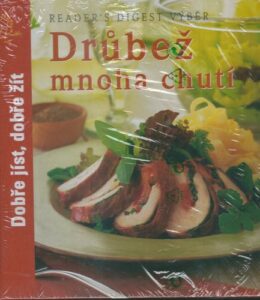 READER'S DIGEST VÝBĚR
Drůbež
mnoha chutí
Dobře jíst, dobře žít